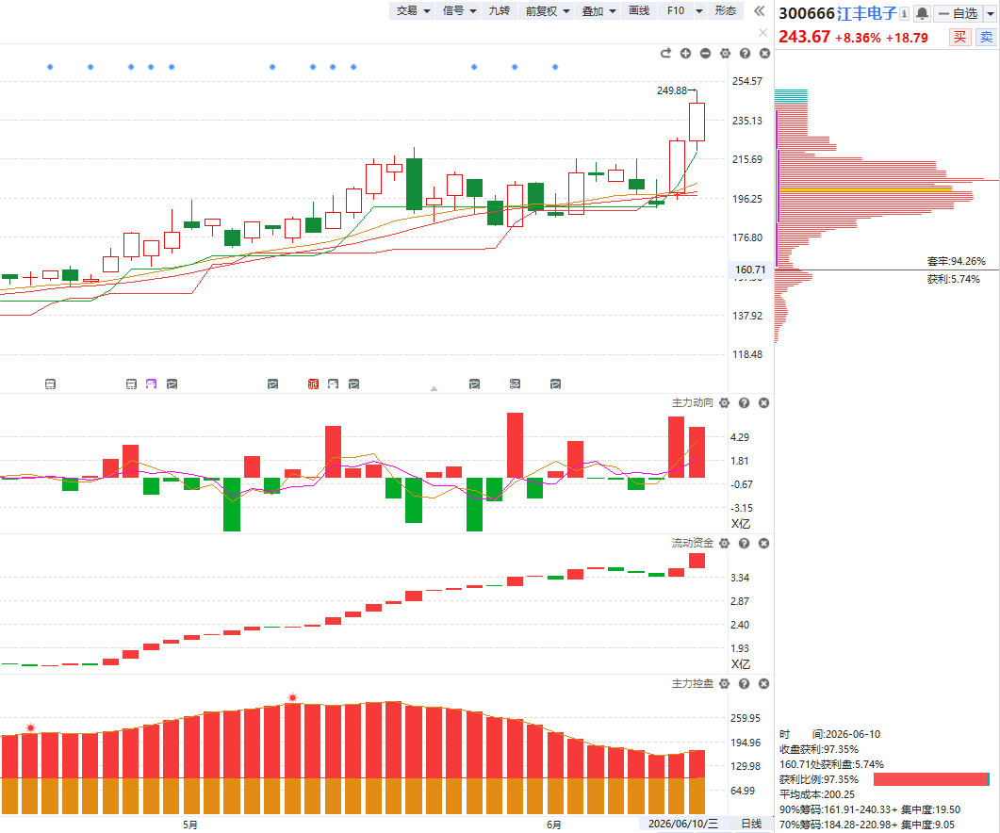 交易 信号 九转 前复权 叠加 画线 F10 形态
300666 江丰电子 自选
243.67 +8.36% +18.79 买 卖
249.88
254.57
235.13
215.69
196.25
176.80
160.71
137.92
118.48
套牢:94.26%
获利:5.74%
主力动向
4.29
1.81
-0.67
-3.15
X亿
流动资金
3.34
2.87
2.40
1.93
X亿
主力控盘
259.95
194.96
129.98
64.99
5月 6月 2026/06/10/三 日线
时 间:2026-06-10
收盘获利:97.35%
160.71处获利盘:5.74%
获利比例:97.35%
平均成本:200.25
90%筹码:161.91-240.33+ 集中度:19.50
70%筹码:184.28-220.98+ 集中度:9.05